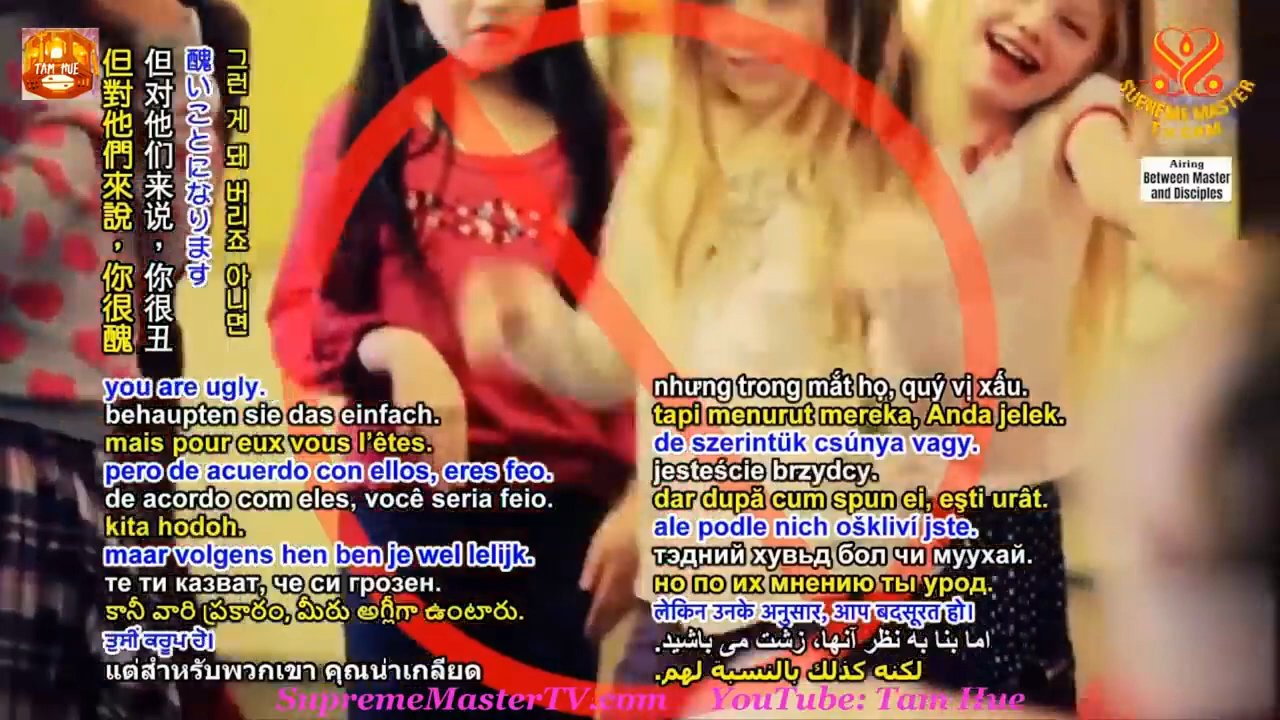 TAM HUE
但對他們來說，你很醜
但对他们来说，你很丑
醜いことになります
그런 게 돼 버리죠 아니면
SUPREME MASTER
TV.COM
Airing
Between Master
and Disciples
you are ugly.
behaupten sie das einfach.
mais pour eux vous l’êtes.
pero de acuerdo con ellos, eres feo.
de acordo com eles, você seria feio.
kita hodoh.
maar volgens hen ben je wel lelijk.
те ти казват, че си грозен.
కానీ వారి ప్రకారం, మీరు అగ్లీగా ఉంటారు.
ਤੁਸੀਂ ਕਰੂਪ ਹੋ।
แต่สำหรับพวกเขา คุณน่าเกลียด
nhưng trong mắt họ, quý vị xấu.
tapi menurut mereka, Anda jelek.
de szerintük csúnya vagy.
jesteście brzydcy.
dar după cum spun ei, eşti urât.
ale podle nich oškliví jste.
тэдний хувьд бол чи муухай.
но по их мнению ты урод.
लेकिन उनके अनुसार, आप बदसूरत हो।
اما بنا به نظر آنها، زشت می باشید.
لكنه كذلك بالنسبة لهم.
SupremeMasterTV.com YouTube: Tam Hue